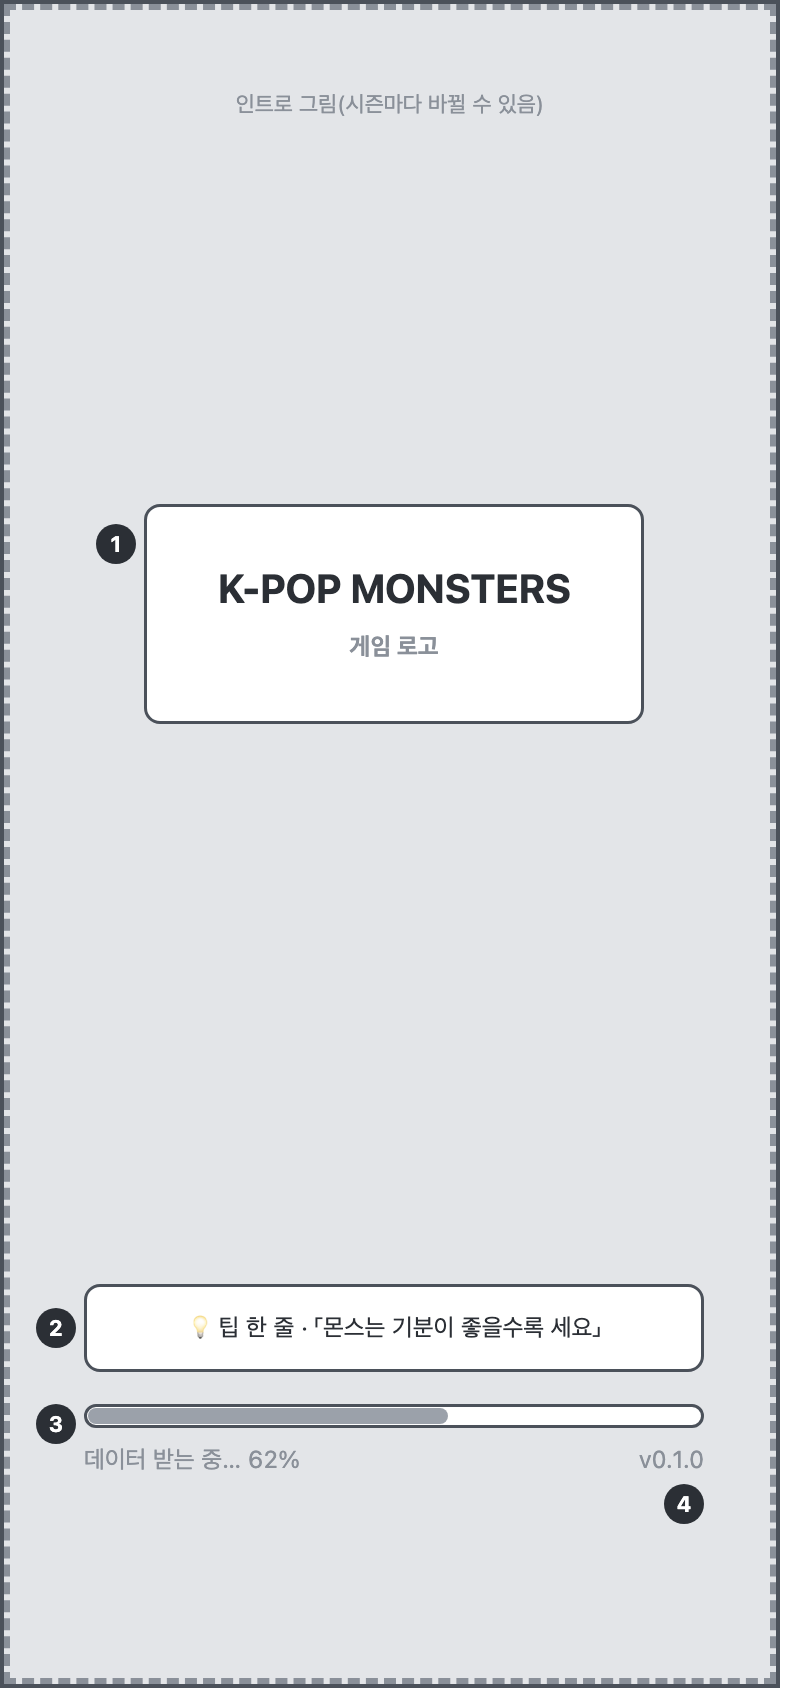 인트로 그림(시즌마다 바뀔 수 있음)
1
K-POP MONSTERS
게임 로고
2
💡 팁 한 줄 · 「몬스는 기분이 좋을수록 세요」
3
데이터 받는 중... 62%
v0.1.0
4